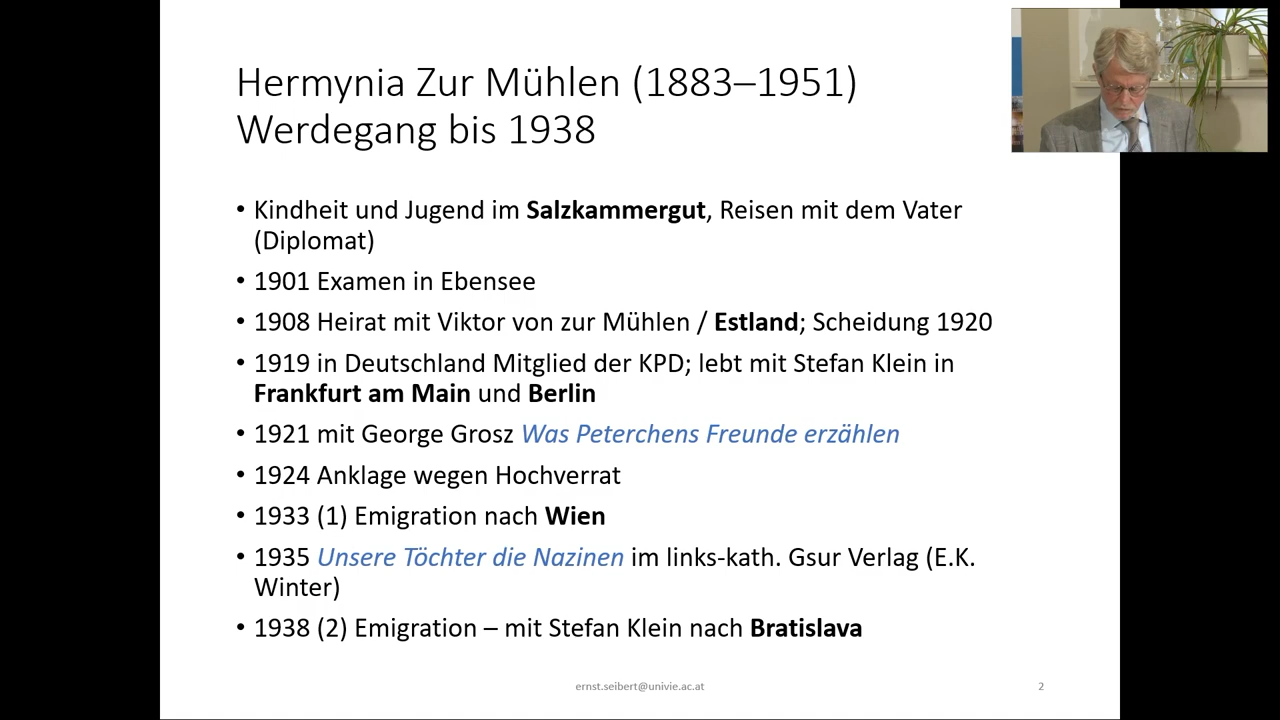 Hermynia Zur Mühlen (1883–1951)
Werdegang bis 1938
• Kindheit und Jugend im Salzkammergut, Reisen mit dem Vater
(Diplomat)
• 1901 Examen in Ebensee
• 1908 Heirat mit Viktor von zur Mühlen / Estland; Scheidung 1920
• 1919 in Deutschland Mitglied der KPD; lebt mit Stefan Klein in
Frankfurt am Main und Berlin
• 1921 mit George Grosz Was Peterchens Freunde erzählen
• 1924 Anklage wegen Hochverrat
• 1933 (1) Emigration nach Wien
• 1935 Unsere Töchter die Nazinen im links-kath. Gsur Verlag (E.K.
Winter)
• 1938 (2) Emigration – mit Stefan Klein nach Bratislava
ernst.seibert@univie.ac.at
2